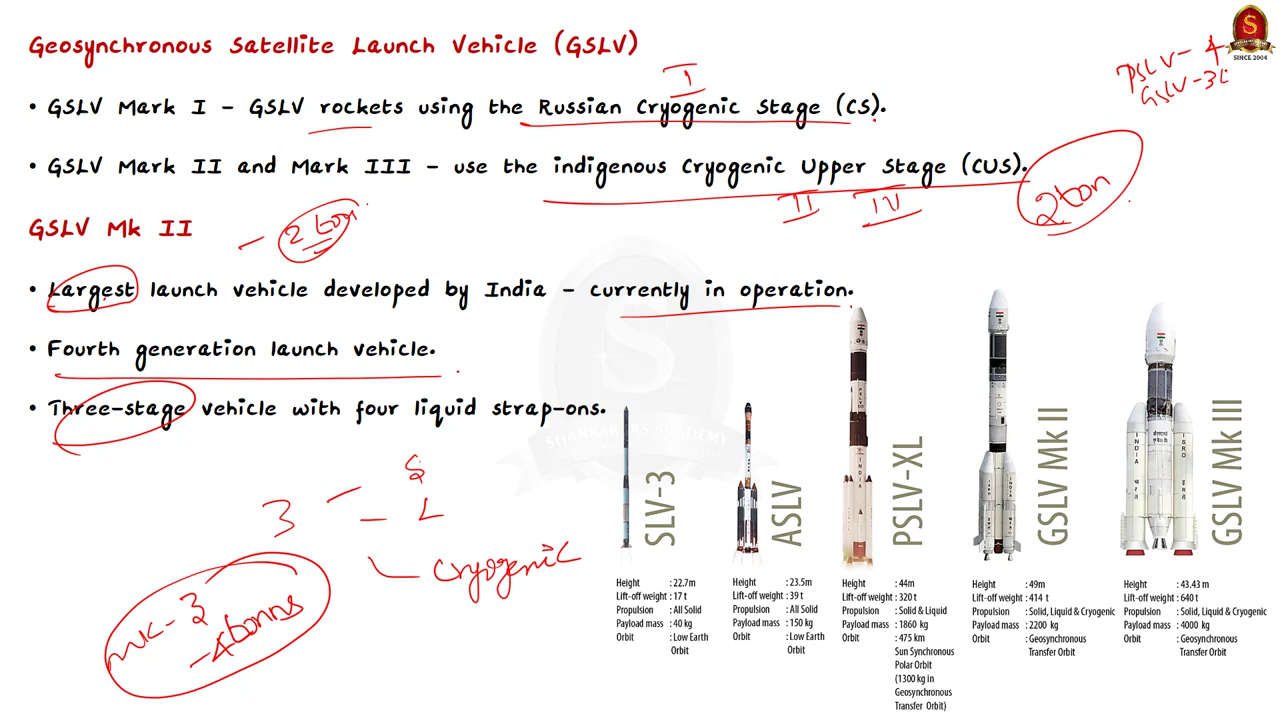 Geosynchronous Satellite Launch Vehicle (GSLV)
SINCE 2004
PSLV - 4
GSLV - 3
I
• GSLV Mark I - GSLV rockets using the Russian Cryogenic Stage (CS).
• GSLV Mark II and Mark III - use the indigenous Cryogenic Upper Stage (CUS).
2 ton
II IV
GSLV Mk II
- 2 ton
• Largest launch vehicle developed by India - currently in operation.
• Fourth generation launch vehicle.
• Three-stage vehicle with four liquid strap-ons.
SHANKAR IAS ACADEMY
3 - S
- L
- Cryogenic
MK-3
- 4 tonns
SLV-3
Height : 22.7m
Lift-off weight : 17 t
Propulsion : All Solid
Payload mass : 40 kg
Orbit : Low Earth
Orbit
ASLV
Height : 23.5m
Lift-off weight : 39 t
Propulsion : All Solid
Payload mass : 150 kg
Orbit : Low Earth
Orbit
PSLV-XL
Height : 44m
Lift-off weight : 320 t
Propulsion : Solid & Liquid
Payload mass : 1860 kg
Orbit : 475 km
Sun Synchronous
Polar Orbit
(1300 kg in
Geosynchronous
Transfer Orbit)
GSLV Mk II
Height : 49m
Lift-off weight : 414 t
Propulsion : Solid, Liquid & Cryogenic
Payload mass : 2200 kg
Orbit : Geosynchronous
Transfer Orbit
GSLV Mk III
Height : 43.43 m
Lift-off weight : 640 t
Propulsion : Solid, Liquid & Cryogenic
Payload mass : 4000 kg
Orbit : Geosynchronous
Transfer Orbit